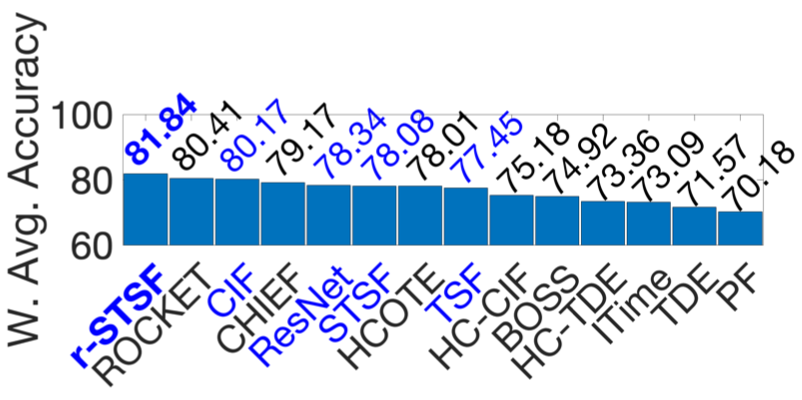 W. Avg. Accuracy
100
80
60
81.84
80.41
80.17
79.17
78.34
78.08
78.01
77.45
75.18
74.92
73.36
73.09
71.57
70.18
r-STSF
ROCKET
CIF
CHIEF
ResNet
STSF
HCOTE
TSF
HC-CIF
BOSS
HC-TDE
ITime
TDE
PF